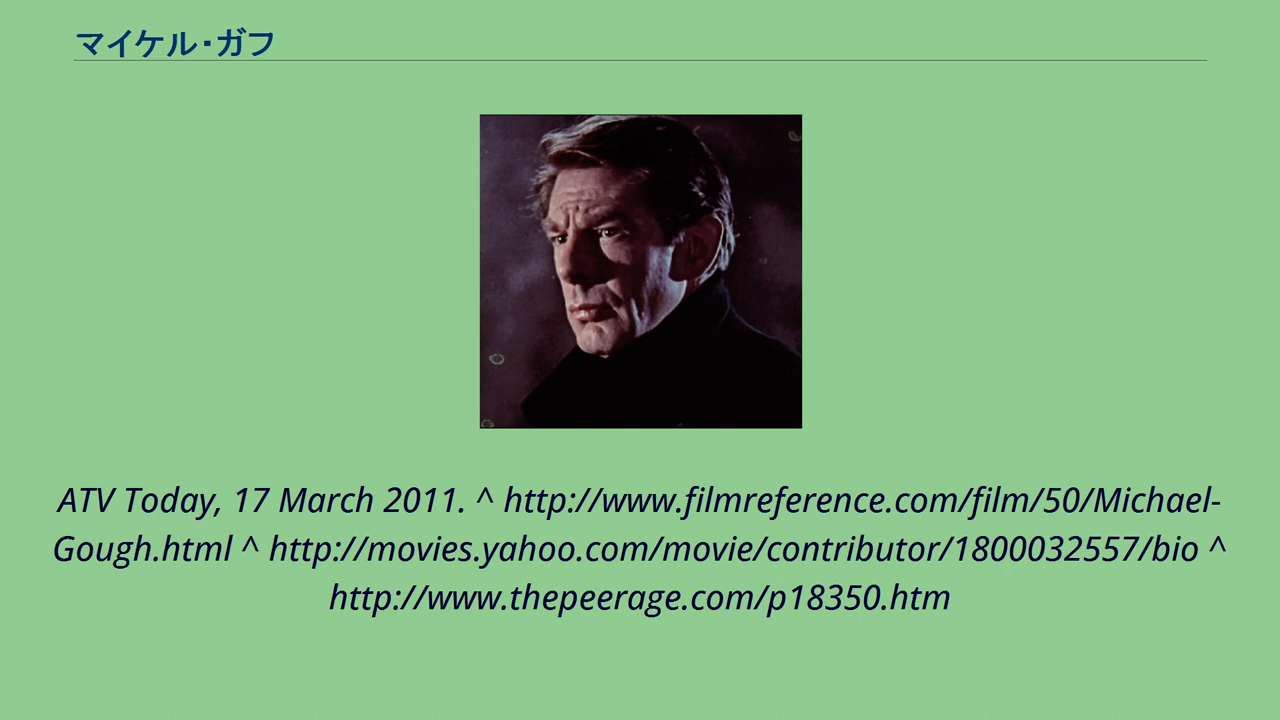 マイケル・ガフ
ATV Today, 17 March 2011. ^ http://www.filmreference.com/film/50/Michael-
Gough.html ^ http://movies.yahoo.com/movie/contributor/1800032557/bio ^
http://www.thepeerage.com/p18350.htm